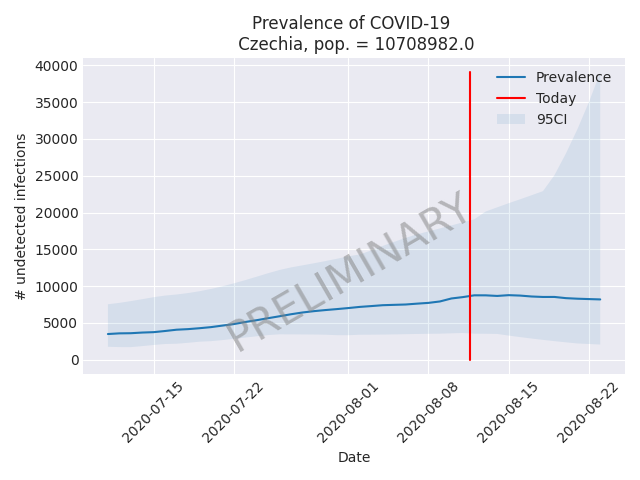 Prevalence of COVID-19
Czechia, pop. = 10708982.0
# undetected infections
40000
35000
30000
25000
20000
15000
10000
5000
0
Prevalence
Today
95CI
PRELIMINARY
2020-07-15
2020-07-22
2020-08-01
2020-08-08
2020-08-15
2020-08-22
Date